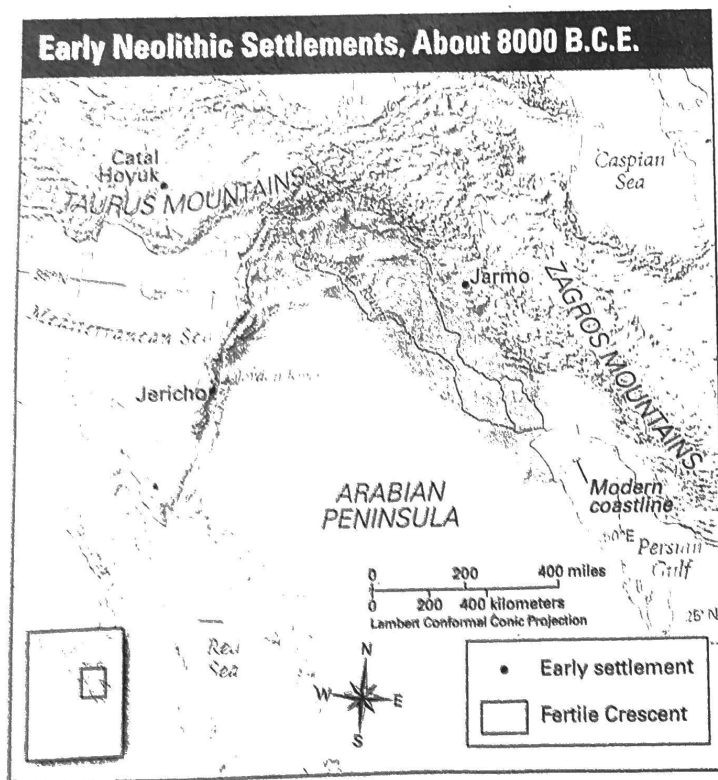 Early Neolithic Settlements, About 8000 B.C.E.
Catal
Hoyuk
TAURUS MOUNTAINS
Caspian
Sea
Jarmo
ZAGROS MOUNTAINS
Mediterranean Sea
Jericho
ARABIAN
PENINSULA
Modern
coastline
Persian
Gulf
0 200 400 miles
0 200 400 kilometers
Lambert Conformal Conic Projection
25° N
Red
Sea
N
W E
S
Early settlement
Fertile Crescent